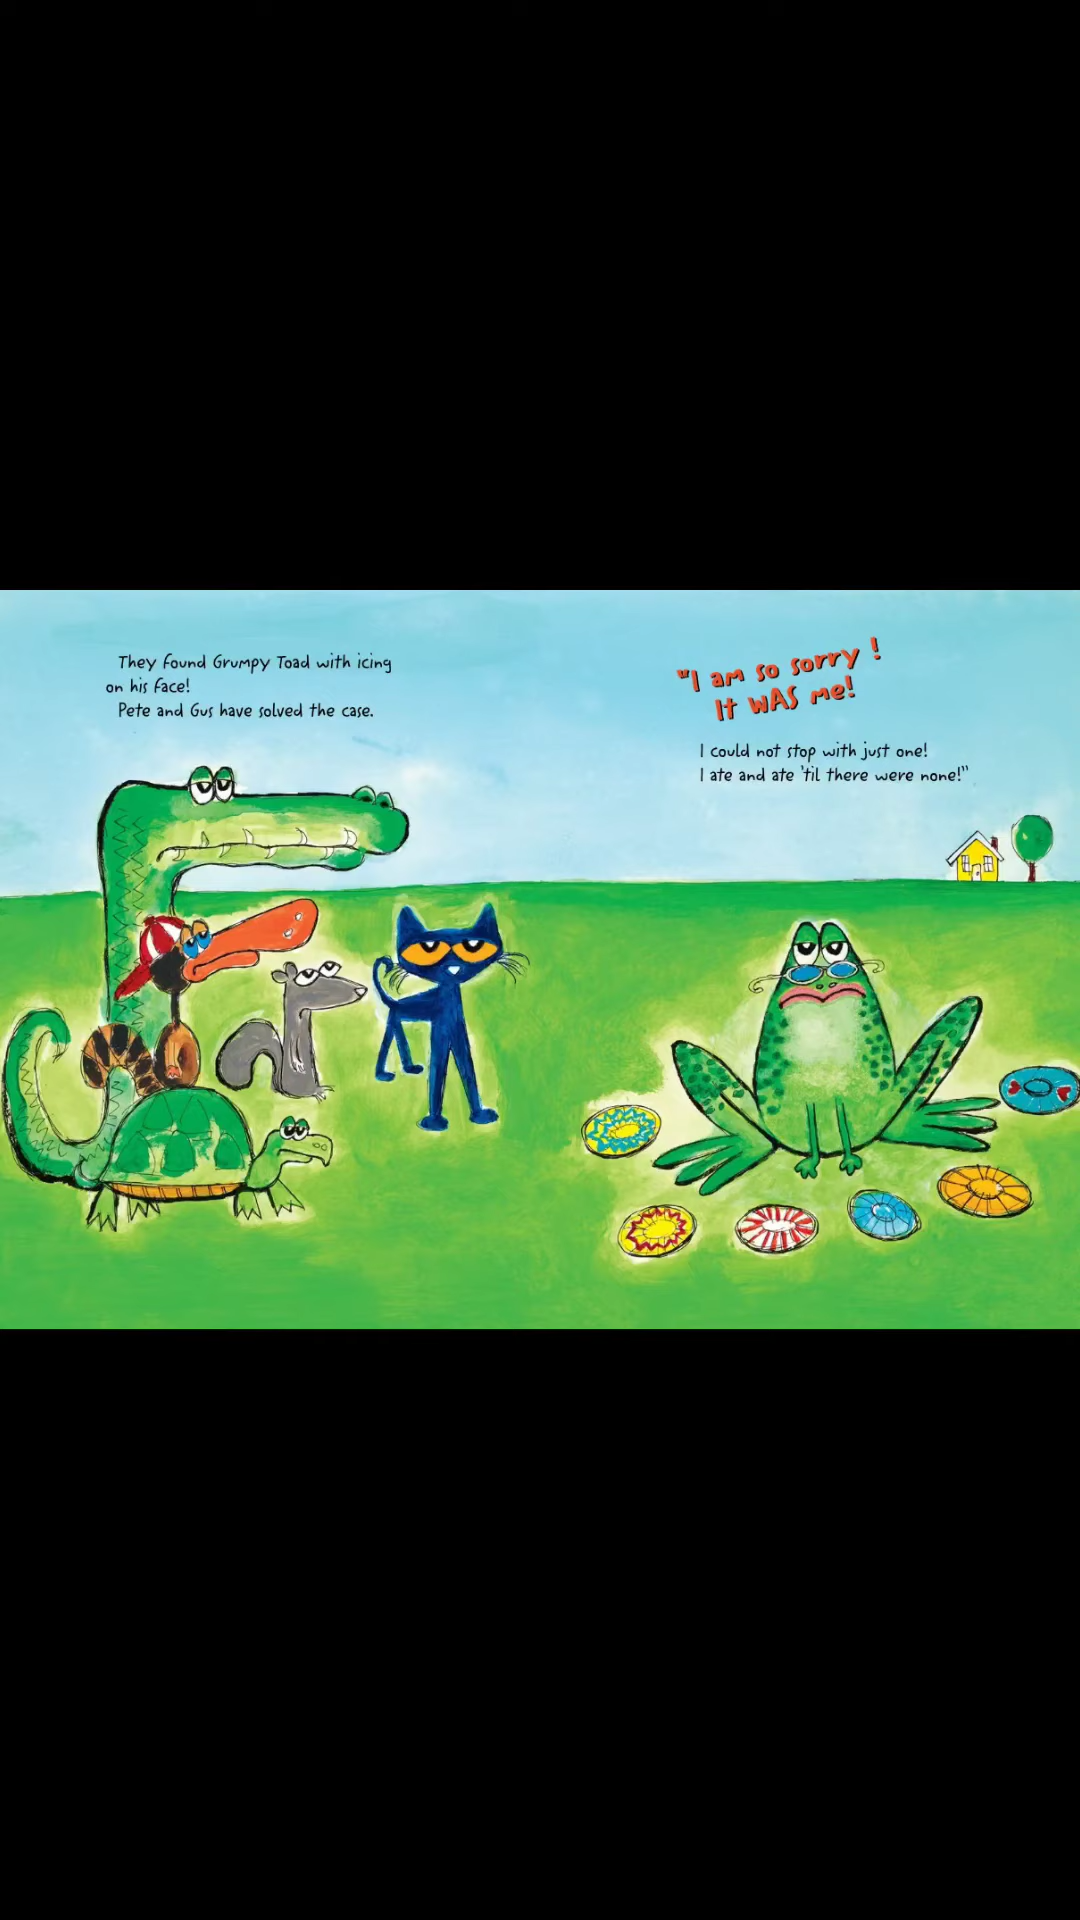 They found Grumpy Toad with icing
on his face!
Pete and Gus have solved the case.
"I am so sorry !
It WAS me!
I could not stop with just one!
I ate and ate 'til there were none!"